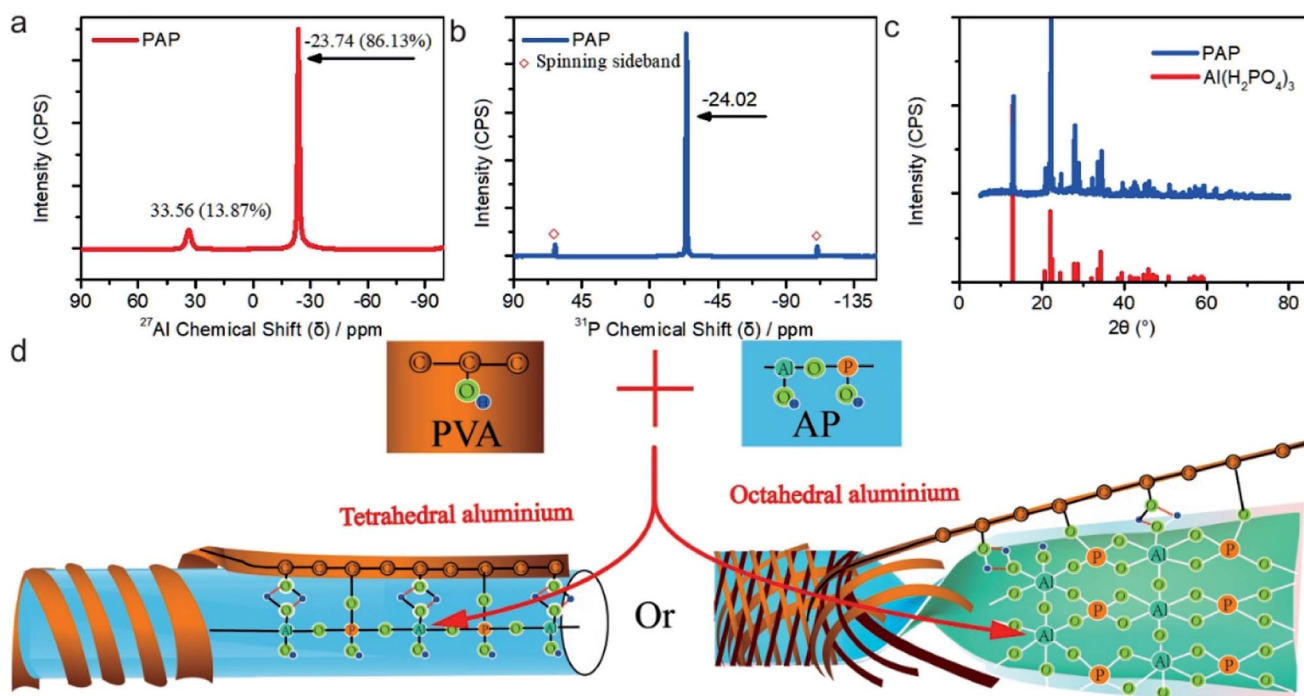 a
PAP
-23.74 (86.13%)
33.56 (13.87%)
Intensity (CPS)
90 60 30 0 -30 -60 -90
²⁷Al Chemical Shift (δ) / ppm
b
PAP
Spinning sideband
-24.02
Intensity (CPS)
90 45 0 -45 -90 -135
³¹P Chemical Shift (δ) / ppm
c
PAP
Al(H₂PO₄)₃
Intensity (CPS)
0 20 40 60 80
2θ (°)
d
C C C
O
H
PVA
Al O P
O O
AP
Tetrahedral aluminium
Octahedral aluminium
Or
C C C C C C C C C
O O O O O
O O O
Al O P O Al O P O Al
O O O O O